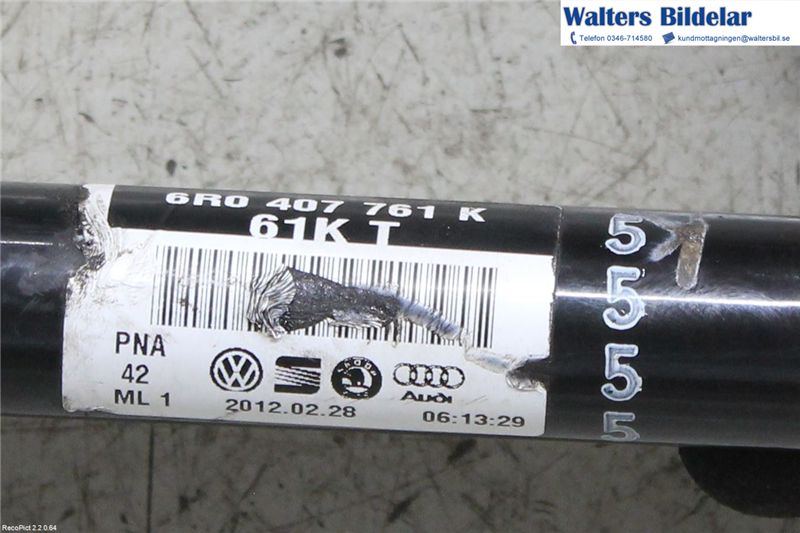 Walters Bildelar
Telefon 0346-714580 kundmottagningen@waltersbil.se
6R0 407 761 K
61K T
PNA
42
ML 1
Audi
2012.02.28 06:13:29
5 1
5
5
5
RecoPict 2.2.0.64